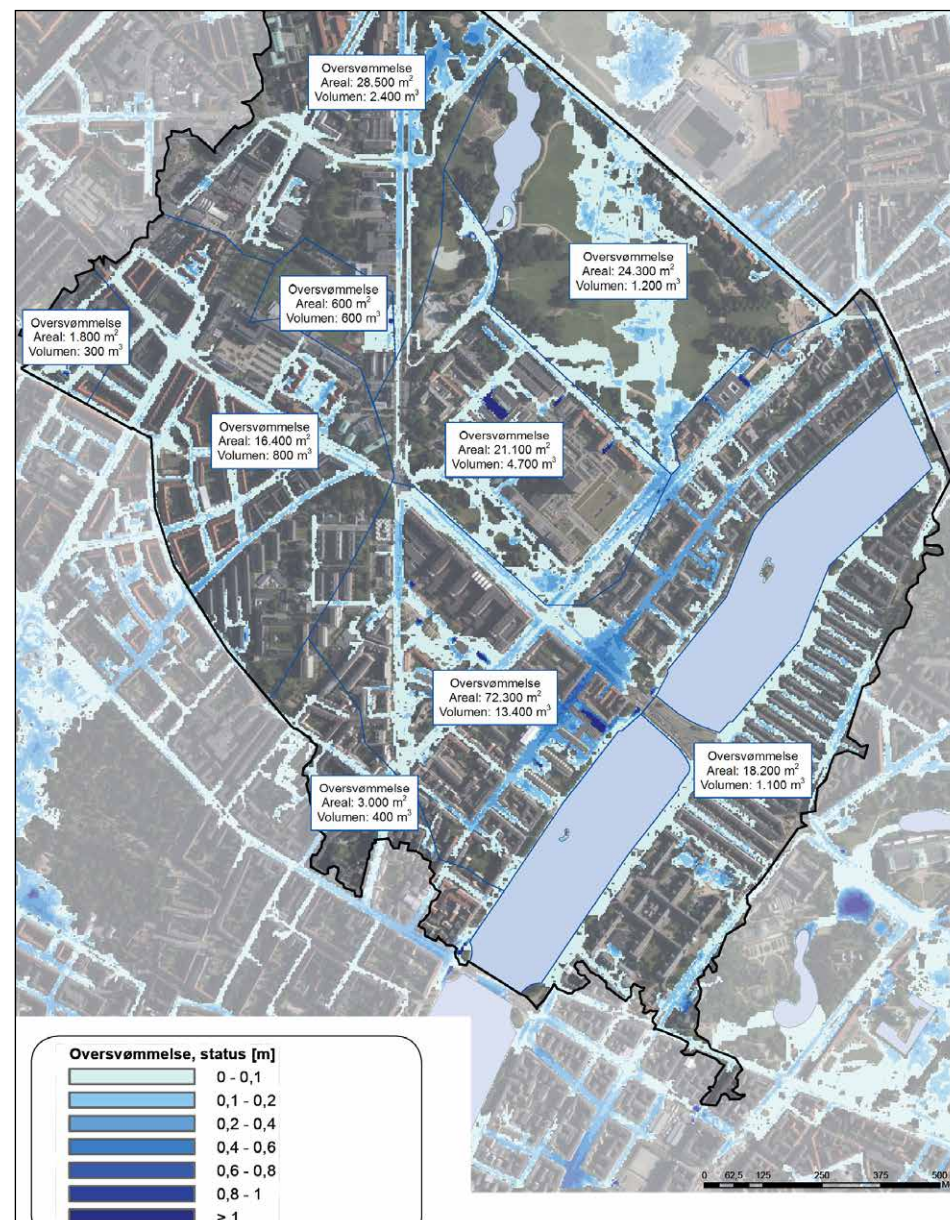 Oversvømmelse
Areal: 28.500 m²
Volumen: 2.400 m³
Oversvømmelse
Areal: 24.300 m²
Volumen: 1.200 m³
Oversvømmelse
Areal: 600 m²
Volumen: 600 m³
Oversvømmelse
Areal: 1.800 m²
Volumen: 300 m³
Oversvømmelse
Areal: 16.400 m²
Volumen: 800 m³
Oversvømmelse
Areal: 21.100 m²
Volumen: 4.700 m³
Oversvømmelse
Areal: 72.300 m²
Volumen: 13.400 m³
Oversvømmelse
Areal: 18.200 m²
Volumen: 1.100 m³
Oversvømmelse
Areal: 3.000 m²
Volumen: 400 m³
Oversvømmelse, status [m]
0 - 0,1
0,1 - 0,2
0,2 - 0,4
0,4 - 0,6
0,6 - 0,8
0,8 - 1
> 1
0 62,5 125 250 375 500
M